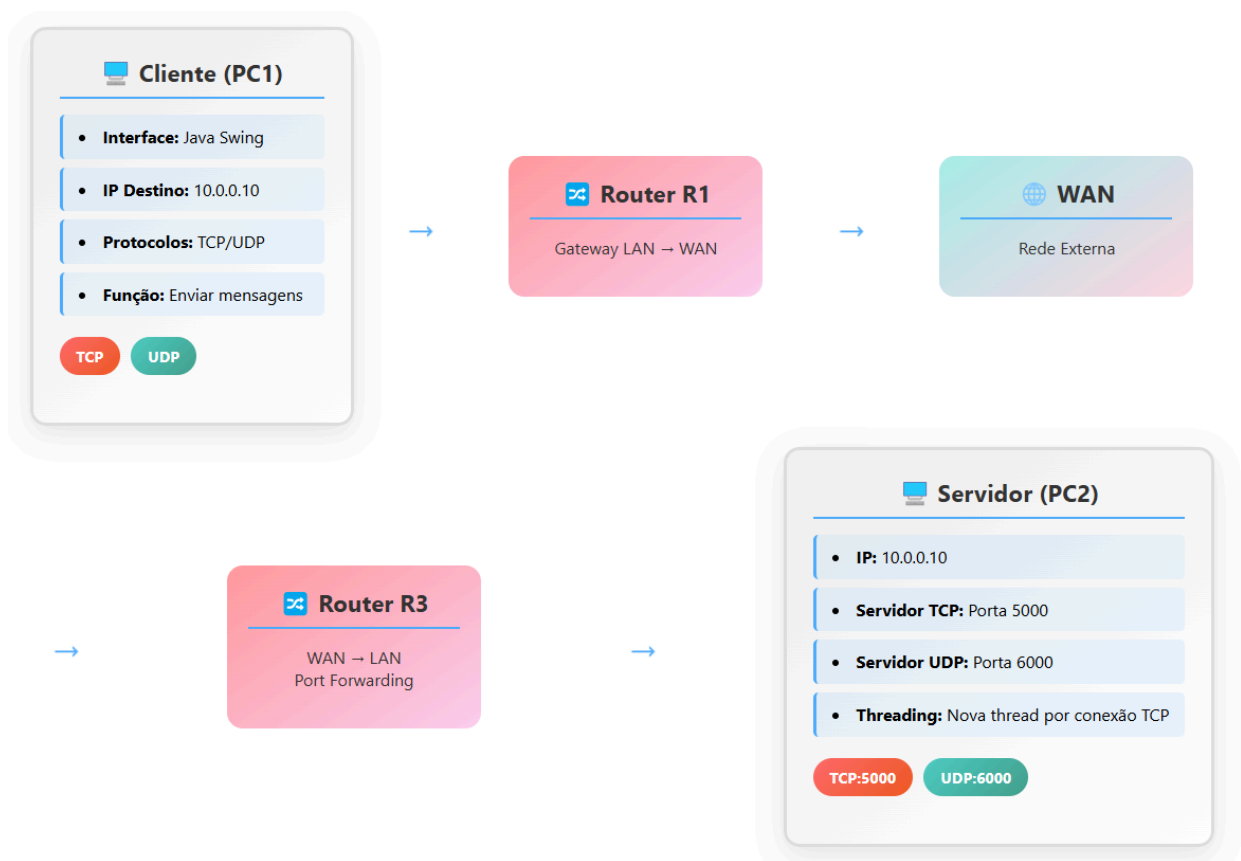 Cliente (PC1)
• Interface: Java Swing
• IP Destino: 10.0.0.10
• Protocolos: TCP/UDP
• Função: Enviar mensagens
TCP UDP
→
Router R1
Gateway LAN → WAN
→
WAN
Rede Externa
→
Router R3
WAN → LAN
Port Forwarding
→
Servidor (PC2)
• IP: 10.0.0.10
• Servidor TCP: Porta 5000
• Servidor UDP: Porta 6000
• Threading: Nova thread por conexão TCP
TCP:5000 UDP:6000